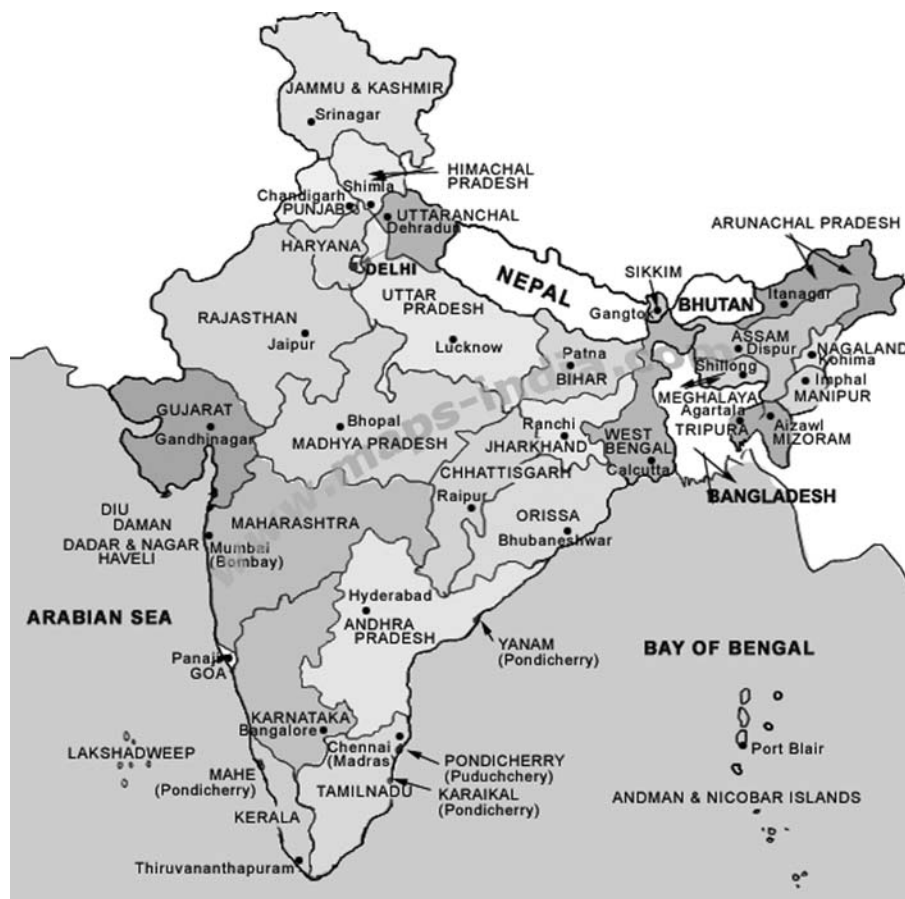 JAMMU & KASHMIR
Srinagar
HIMACHAL
PRADESH
Shimla
Chandigarh
PUNJAB
UTTARANCHAL
Dehradun
ARUNACHAL PRADESH
HARYANA
DELHI
NEPAL
SIKKIM
Gangtok
BHUTAN
Itanagar
UTTAR
PRADESH
Lucknow
RAJASTHAN
Jaipur
ASSAM
Dispur
NAGALAND
Kohima
Patna
BIHAR
Shillong
MEGHALAYA
Imphal
MANIPUR
Agartala
TRIPURA
Aizawl
MIZORAM
GUJARAT
Gandhinagar
Bhopal
MADHYA PRADESH
Ranchi
JHARKHAND
WEST
BENGAL
Calcutta
CHHATTISGARH
Raipur
BANGLADESH
DIU
DAMAN
DADAR & NAGAR
HAVELI
MAHARASHTRA
Mumbai
(Bombay)
ORISSA
Bhubaneshwar
Hyderabad
ANDHRA
PRADESH
ARABIAN SEA
YANAM
(Pondicherry)
BAY OF BENGAL
Panaji
GOA
KARNATAKA
Bangalore
Chennai
(Madras)
PONDICHERRY
(Puduchchery)
Port Blair
LAKSHADWEEP
MAHE
(Pondicherry)
TAMILNADU
KARAIKAL
(Pondicherry)
ANDMAN & NICOBAR ISLANDS
KERALA
Thiruvananthapuram
www.maps-india.com